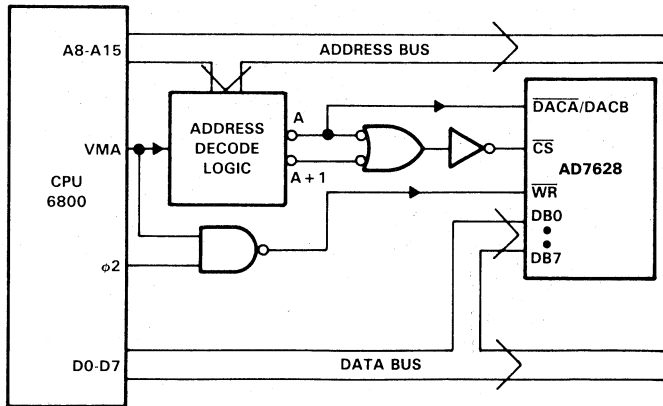 A8-A15
ADDRESS BUS
VMA
CPU
6800
ADDRESS
DECODE
LOGIC
A
A + 1
DACA/DACB
CS
AD7628
WR
DB0
DB7
φ2
D0-D7
DATA BUS